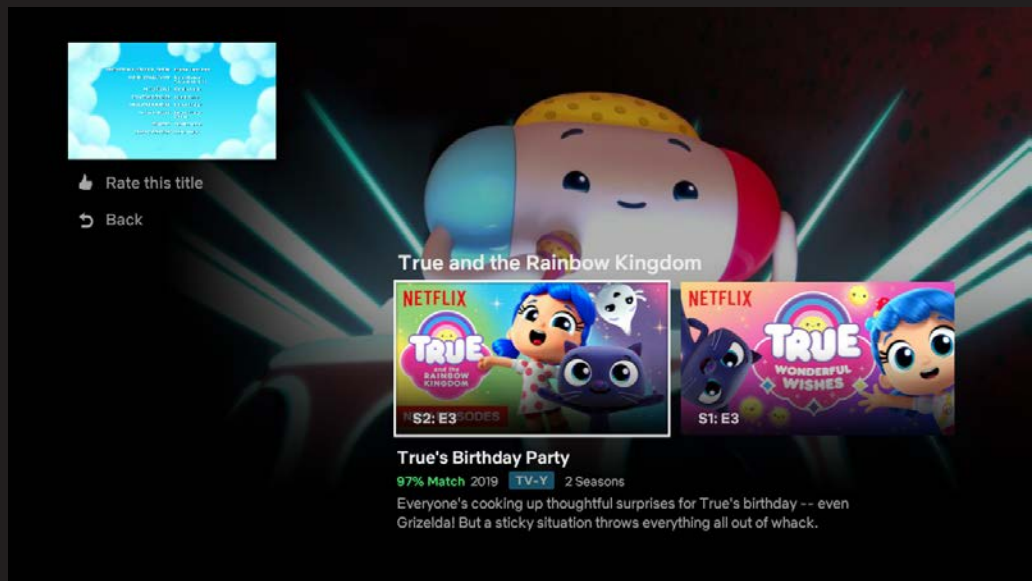 Rate this title
Back
True and the Rainbow Kingdom
NETFLIX
TRUE
and the
RAINBOW
KINGDOM
S2: E3
NETFLIX
TRUE
WONDERFUL
WISHES
S1: E3
True's Birthday Party
97% Match 2019 TV-Y 2 Seasons
Everyone's cooking up thoughtful surprises for True's birthday -- even
Grizelda! But a sticky situation throws everything all out of whack.